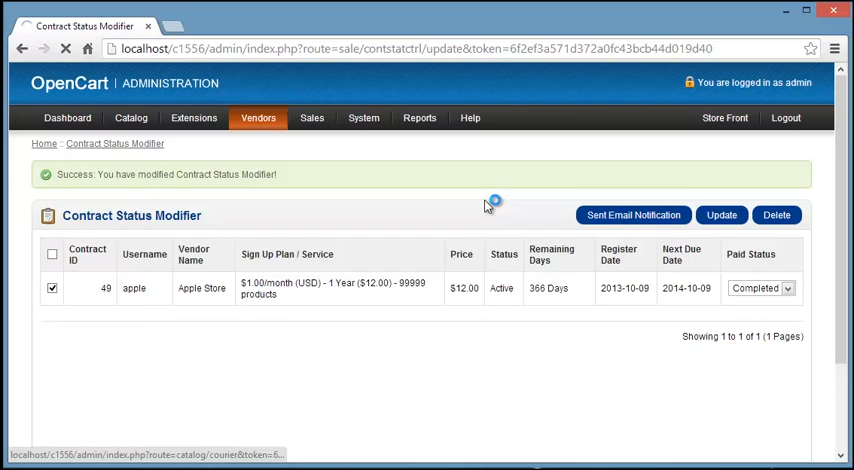 Contract Status Modifier
localhost/c1556/admin/index.php?route=sale/contstatctrl/update&token=6f2ef3a571d372a0fc43bcb44d019d40
OpenCart | ADMINISTRATION
You are logged in as admin
Dashboard Catalog Extensions Vendors Sales System Reports Help Store Front Logout
Home :: Contract Status Modifier
Success: You have modified Contract Status Modifier!
Contract Status Modifier
Sent Email Notification Update Delete
Contract ID Username Vendor Name Sign Up Plan / Service Price Status Remaining Days Register Date Next Due Date Paid Status
49 apple Apple Store $1.00/month (USD) - 1 Year ($12.00) - 99999 products $12.00 Active 366 Days 2013-10-09 2014-10-09 Completed
Showing 1 to 1 of 1 (1 Pages)
localhost/c1556/admin/index.php?route=catalog/courier&token=6...